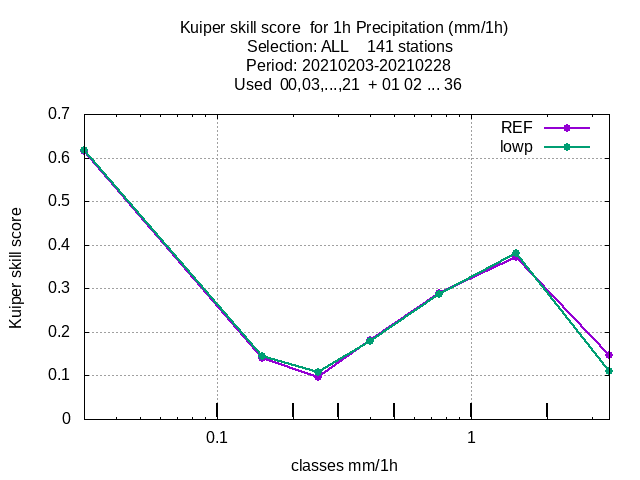 Kuiper skill score  for 1h Precipitation (mm/1h)
Selection: ALL    141 stations
Period: 20210203-20210228
Used  00,03,...,21  + 01 02 ... 36
REF
lowp
Kuiper skill score
0.7
0.6
0.5
0.4
0.3
0.2
0.1
0
0.1
1
classes mm/1h